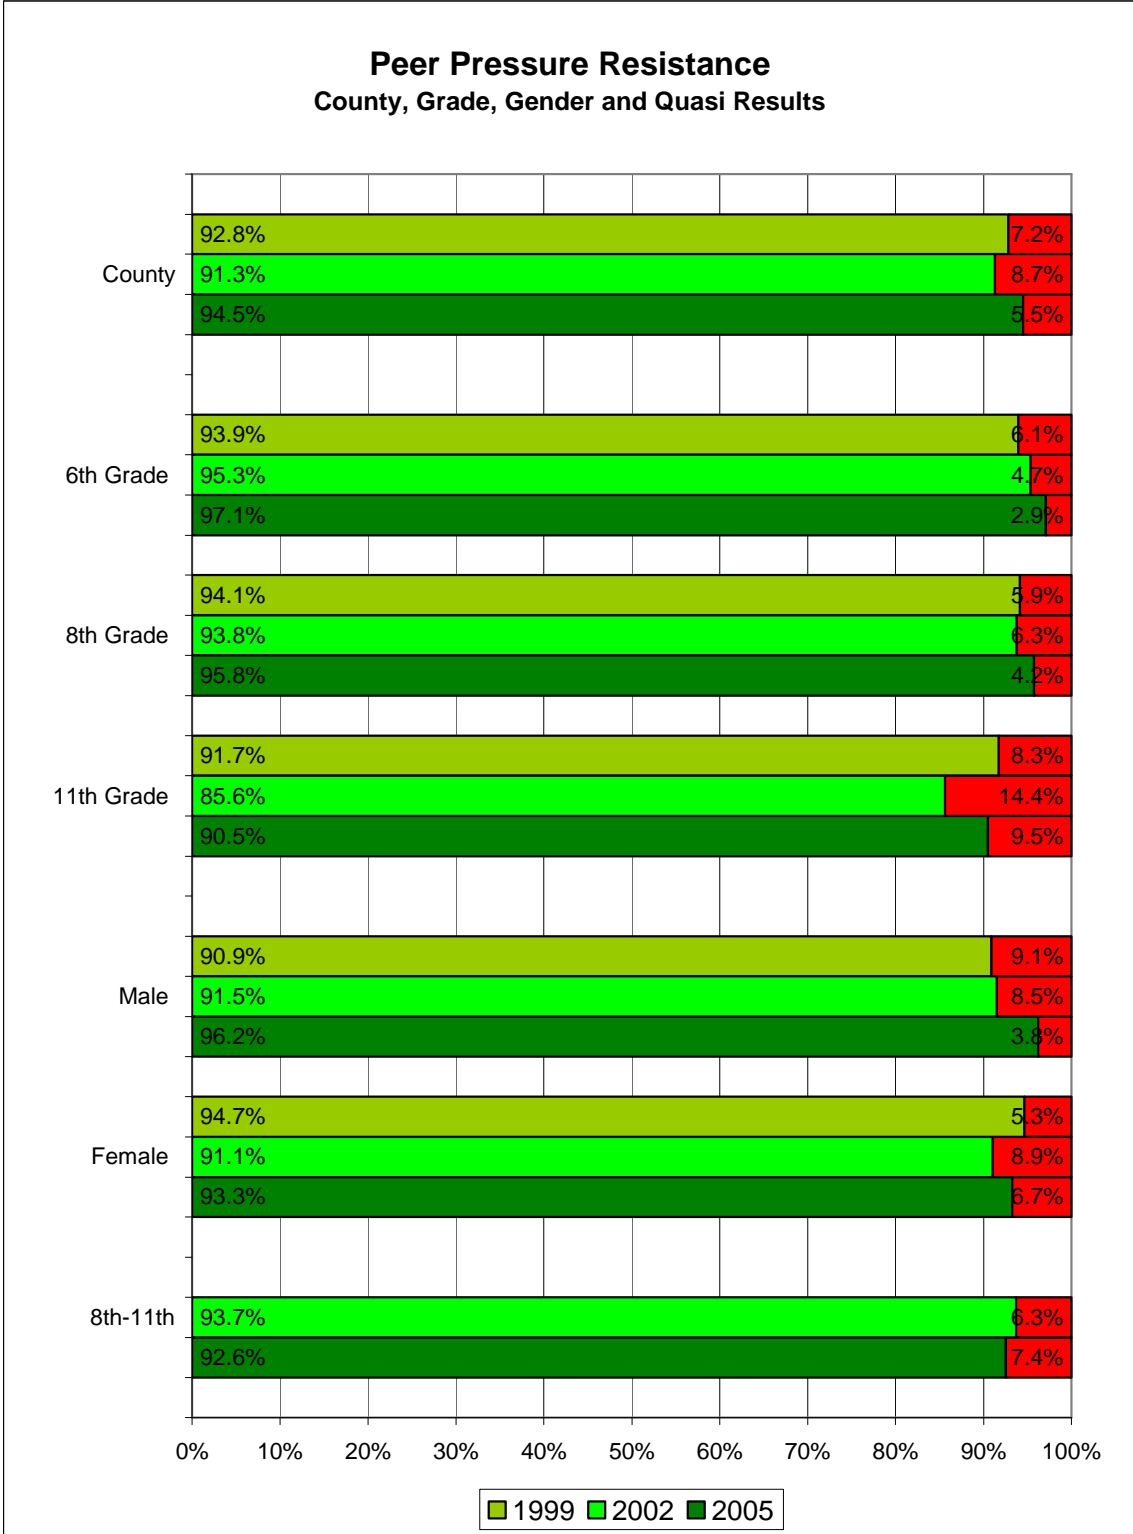 Peer Pressure Resistance
County, Grade, Gender and Quasi Results
92.8% 7.2%
County 91.3% 8.7%
94.5% 5.5%
93.9% 6.1%
6th Grade 95.3% 4.7%
97.1% 2.9%
94.1% 5.9%
8th Grade 93.8% 6.3%
95.8% 4.2%
91.7% 8.3%
11th Grade 85.6% 14.4%
90.5% 9.5%
90.9% 9.1%
Male 91.5% 8.5%
96.2% 3.8%
94.7% 5.3%
Female 91.1% 8.9%
93.3% 6.7%
8th-11th 93.7% 6.3%
92.6% 7.4%
0% 10% 20% 30% 40% 50% 60% 70% 80% 90% 100%
1999 2002 2005